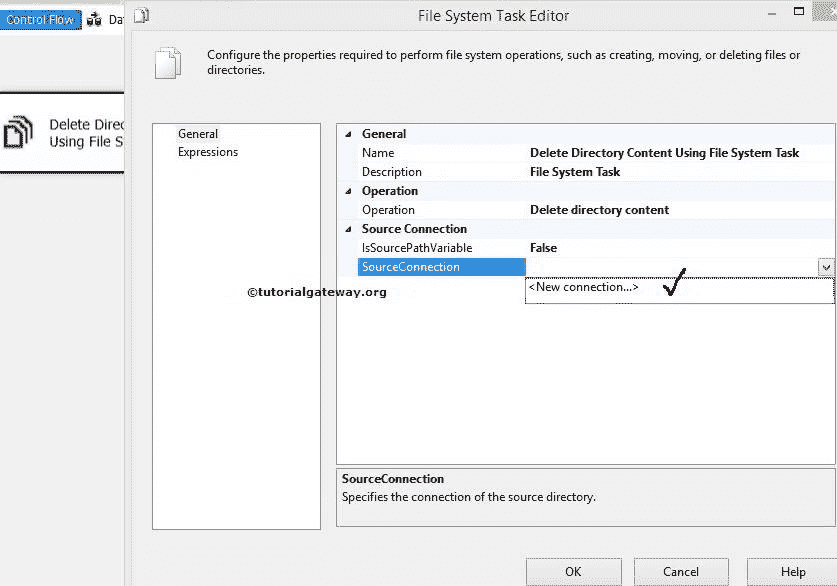 Control Flow
File System Task Editor
Configure the properties required to perform file system operations, such as creating, moving, or deleting files or
directories.
Delete
Using File S
General
Expressions
General
Name Delete Directory Content Using File System Task
Description File System Task
Operation
Operation Delete directory content
Source Connection
IsSourcePathVariable False
SourceConnection
<New connection...>
©tutorialgateway.org
SourceConnection
Specifies the connection of the source directory.
OK Cancel Help